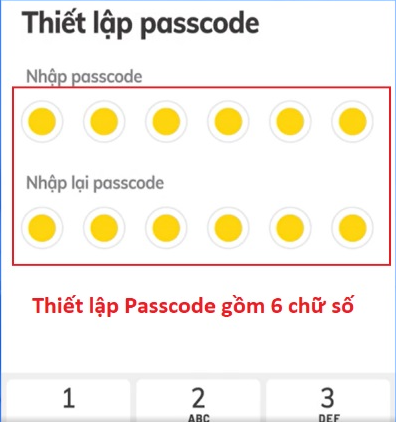 Thiết lập passcode
Nhập passcode
Nhập lại passcode
Thiết lập Passcode gồm 6 chữ số
1 2 3
ABC DEF